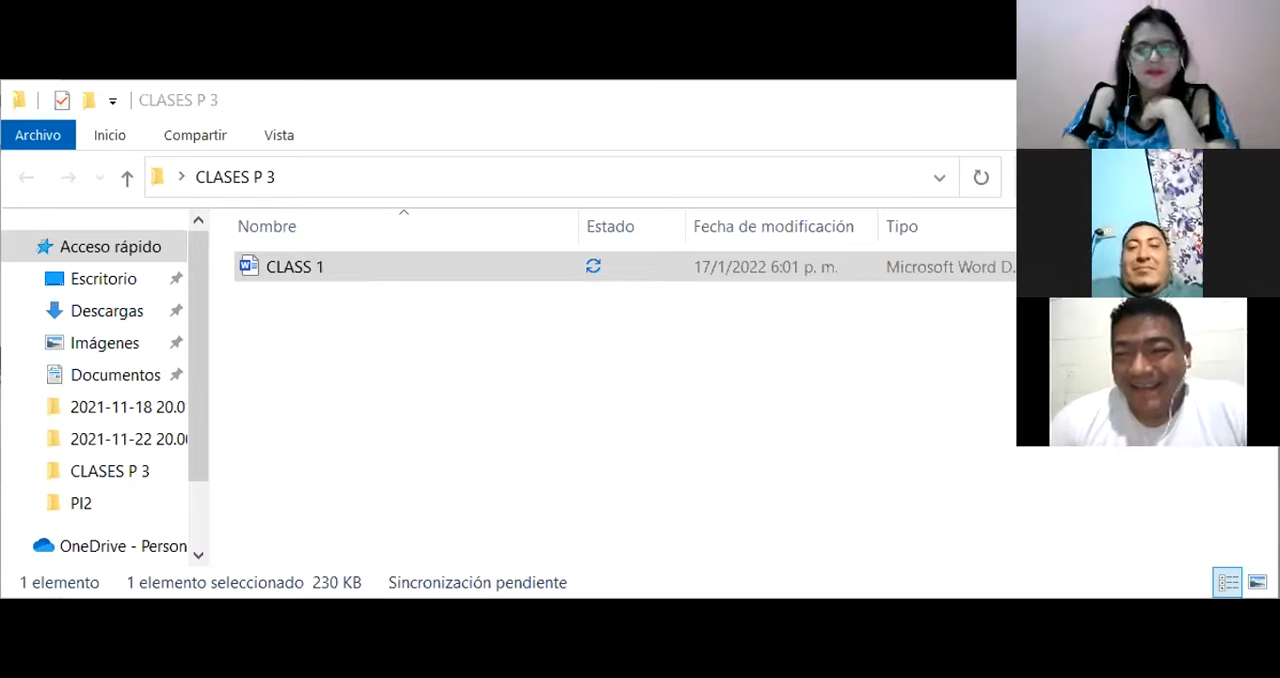 CLASES P 3
Archivo Inicio Compartir Vista
CLASES P 3
Nombre Estado Fecha de modificación Tipo
CLASS 1 17/1/2022 6:01 p. m. Microsoft Word D...
Acceso rápido
Escritorio
Descargas
Imágenes
Documentos
2021-11-18 20.0
2021-11-22 20.00
CLASES P 3
PI2
OneDrive - Person
1 elemento 1 elemento seleccionado 230 KB Sincronización pendiente